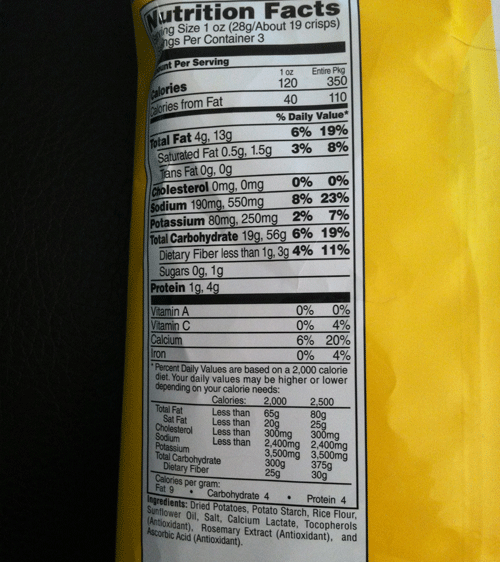 Nutrition Facts
Size 1 oz (28g/About 19 crisps)
Per Container 3
Per Serving
1 oz Entire Pkg
Calories 120 350
Calories from Fat 40 110
% Daily Value*
Total Fat 4g, 13g 6% 19%
Saturated Fat 0.5g, 1.5g 3% 8%
Trans Fat 0g, 0g
Cholesterol 0mg, 0mg 0% 0%
Sodium 190mg, 550mg 8% 23%
Potassium 80mg, 250mg 2% 7%
Total Carbohydrate 19g, 56g 6% 19%
Dietary Fiber less than 1g, 3g 4% 11%
Sugars 0g, 1g
Protein 1g, 4g
Vitamin A 0% 0%
Vitamin C 0% 4%
Calcium 6% 20%
Iron 0% 4%
* Percent Daily Values are based on a 2,000 calorie
diet. Your daily values may be higher or lower
depending on your calorie needs:
Calories: 2,000 2,500
Total Fat Less than 65g 80g
Sat Fat Less than 20g 25g
Cholesterol Less than 300mg 300mg
Sodium Less than 2,400mg 2,400mg
Potassium 3,500mg 3,500mg
Total Carbohydrate 300g 375g
Dietary Fiber 25g 30g
Calories per gram:
Fat 9 • Carbohydrate 4 • Protein 4
Ingredients: Dried Potatoes, Potato Starch, Rice Flour,
Sunflower Oil, Salt, Calcium Lactate, Tocopherols
(Antioxidant), Rosemary Extract (Antioxidant), and
Ascorbic Acid (Antioxidant).